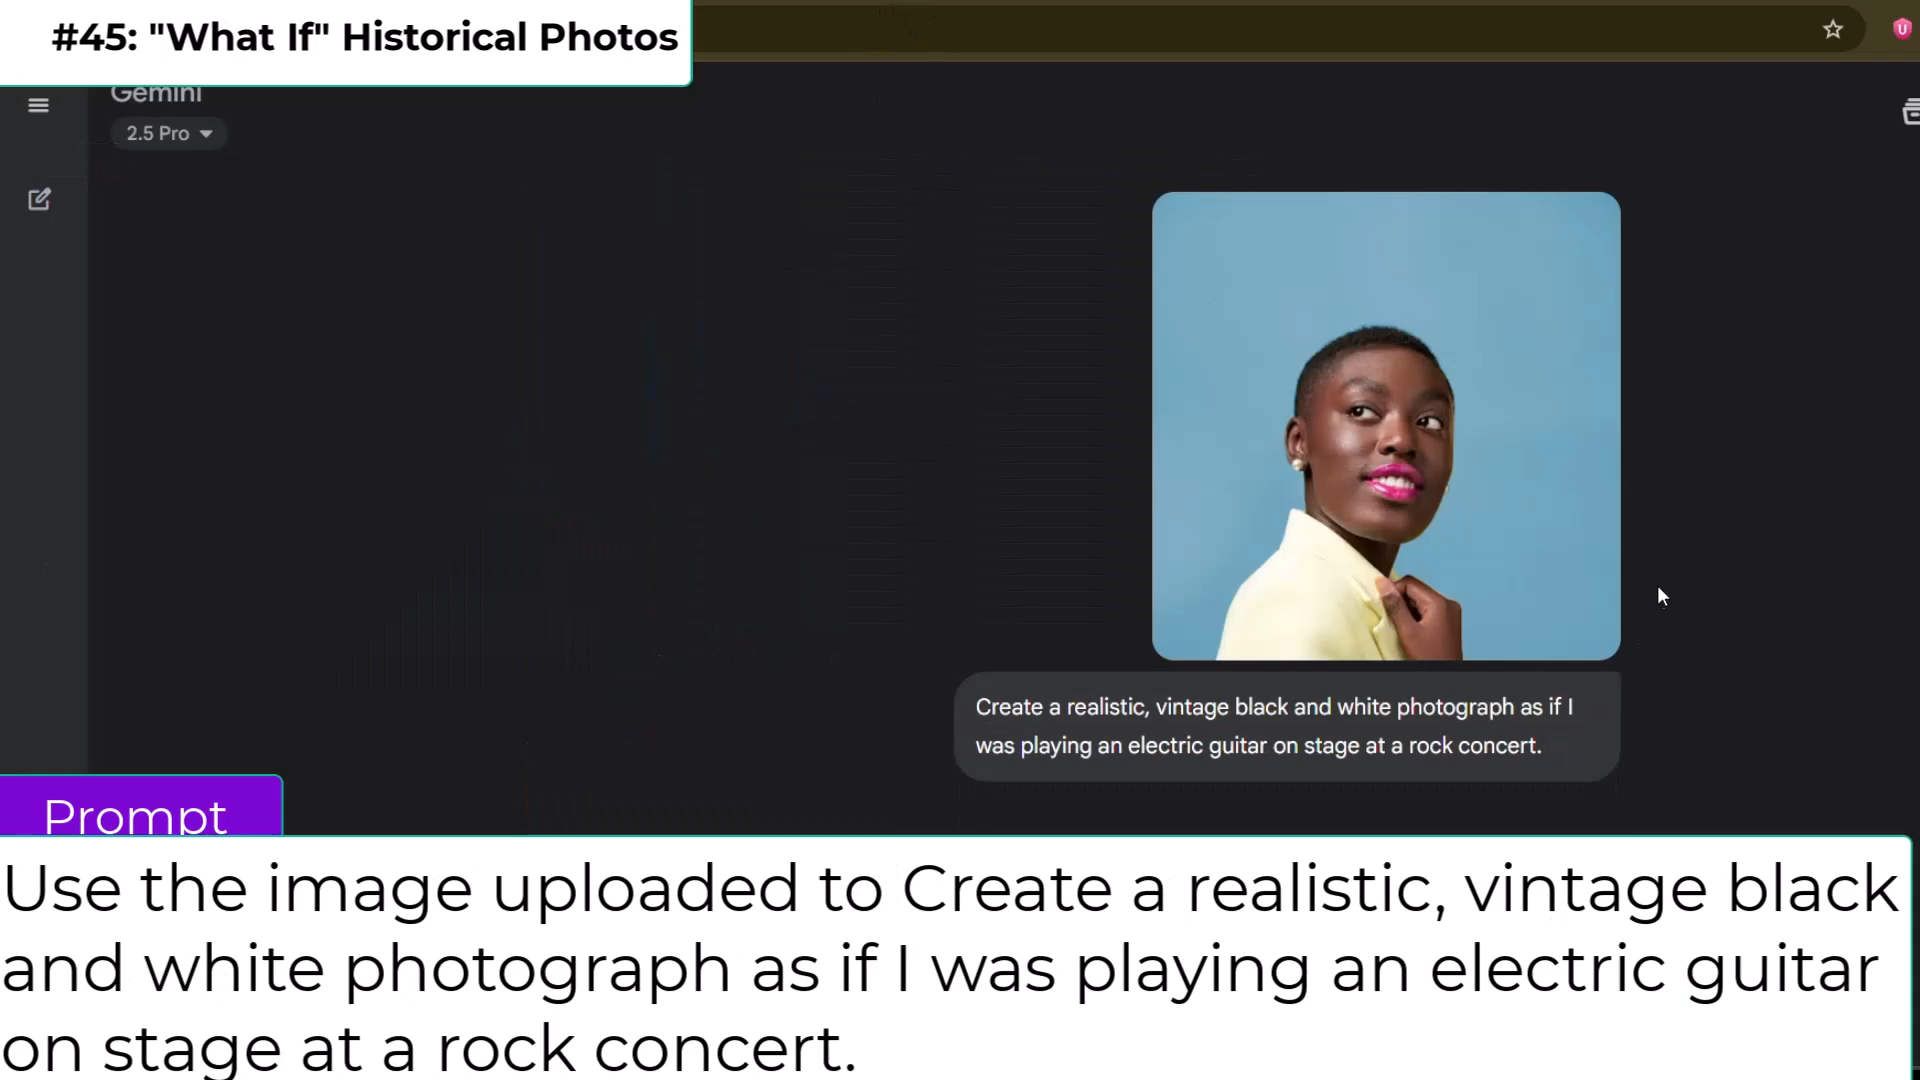 #45: "What If" Historical Photos
Gemini
2.5 Pro
Create a realistic, vintage black and white photograph as if I
was playing an electric guitar on stage at a rock concert.
Prompt
Use the image uploaded to Create a realistic, vintage black
and white photograph as if I was playing an electric guitar
on stage at a rock concert.